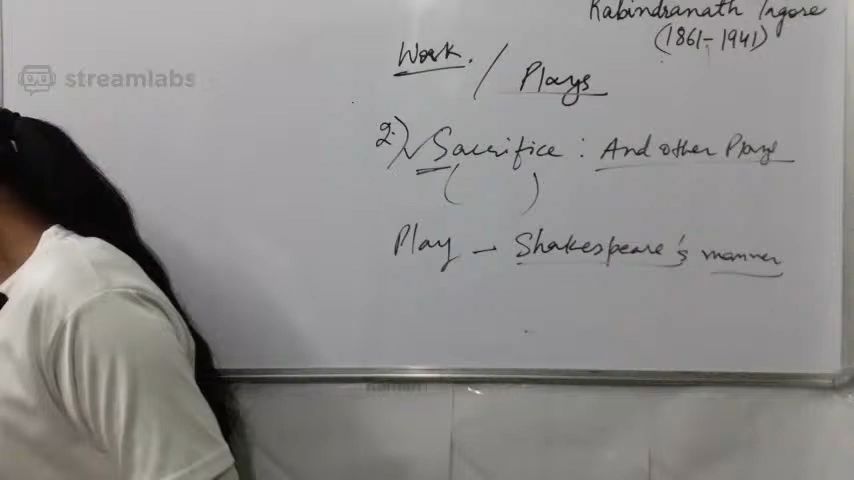 Rabindranath Tagore
(1861-1941)
Work. / Plays
streamlabs
2.) Sacrifice : And other Plays
( )
Play - Shakespeare's manner